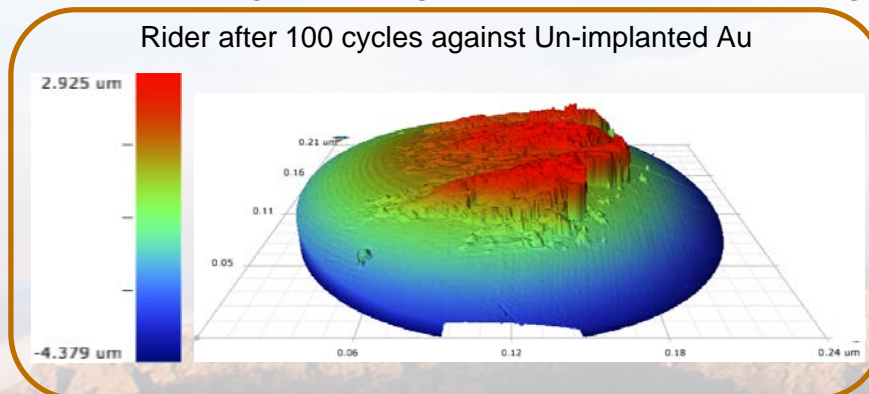 Rider after 100 cycles against Un-implanted Au
2.925 um
-4.379 um
0.21 um
0.16
0.11
0.05
0.06
0.12
0.18
0.24 um